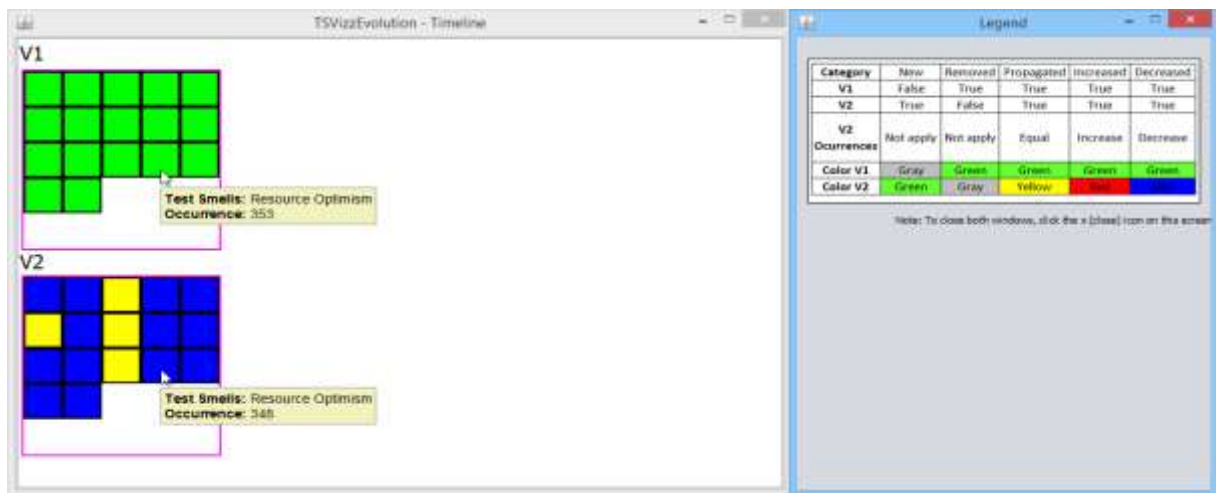 TSVizzEvolution - Timeline
V1
Test Smells: Resource Optimism
Occurrence: 353
V2
Test Smells: Resource Optimism
Occurrence: 348
Legend
Category New Removed Propagated Increased Decreased
V1 False True True True True
V2 True False True True True
V2 Ocurrences Not apply Not apply Equal Increase Decrease
Color V1 Gray Green Green Green Green
Color V2 Green Gray Yellow Red
Note: To close both windows, click the x (close) icon on this screen